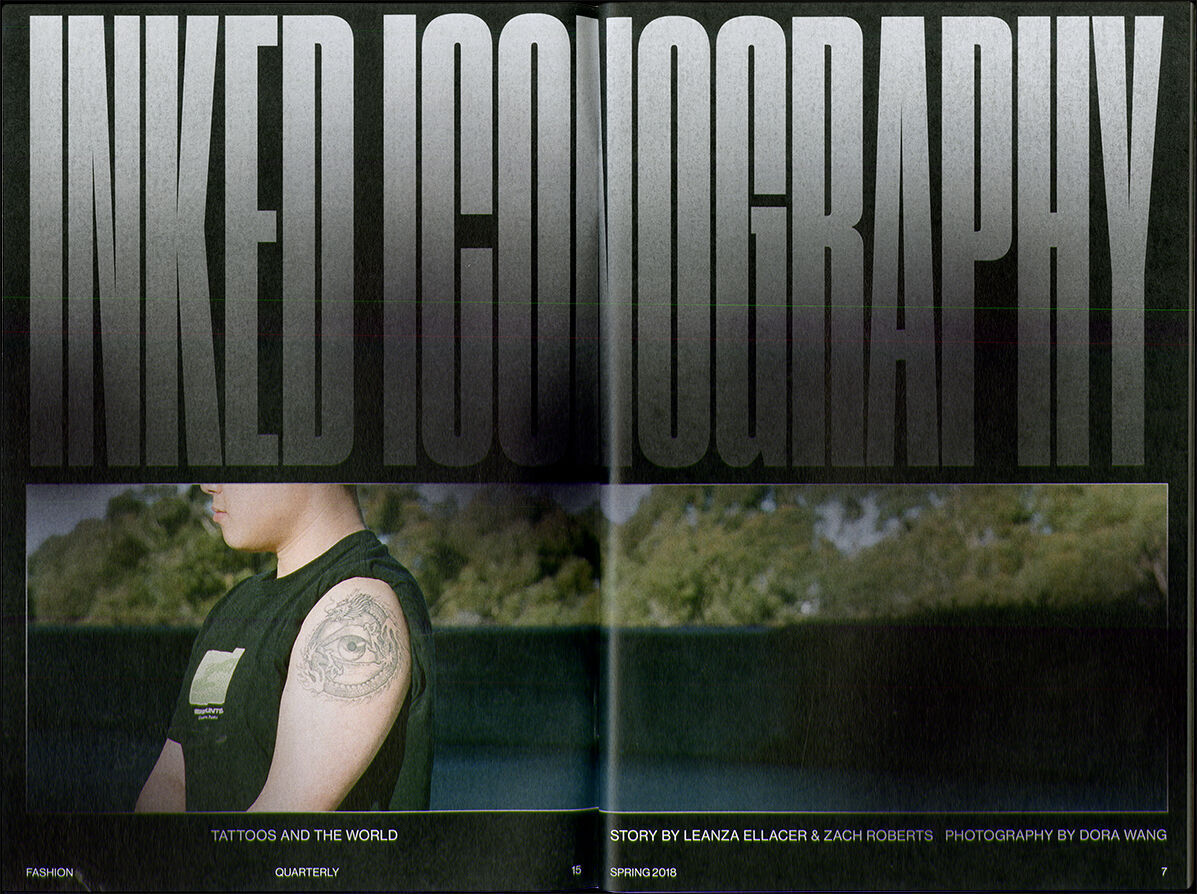 INKED ICONOGRAPHY
TATTOOS AND THE WORLD
STORY BY LEANZA ELLACER & ZACH ROBERTS PHOTOGRAPHY BY DORA WANG
FASHION QUARTERLY 15 SPRING 2018 7